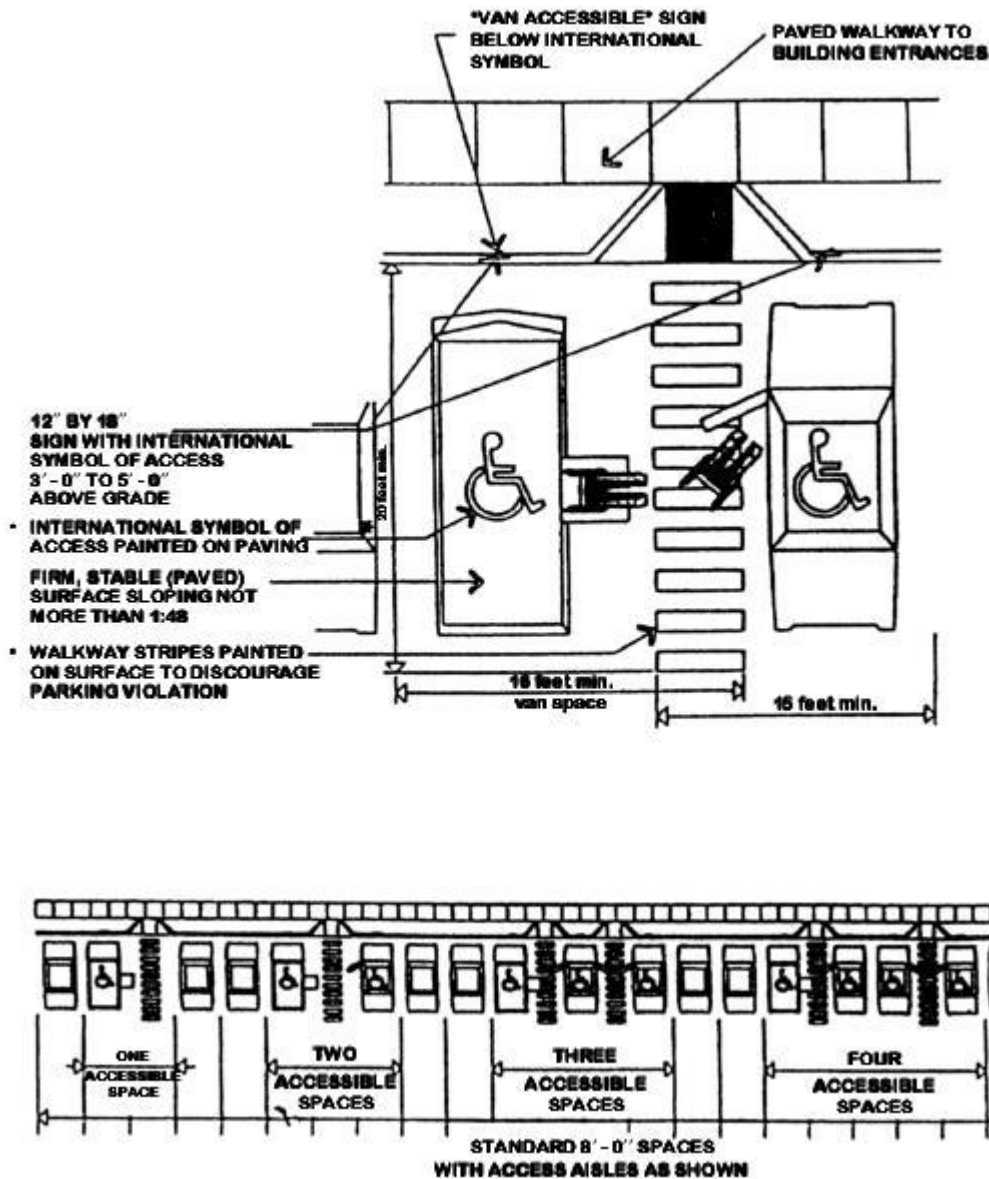 "VAN ACCESSIBLE" SIGN
BELOW INTERNATIONAL
SYMBOL
PAVED WALKWAY TO
BUILDING ENTRANCES
12" BY 18"
SIGN WITH INTERNATIONAL
SYMBOL OF ACCESS
3'-0" TO 5'-0"
ABOVE GRADE
* INTERNATIONAL SYMBOL OF
ACCESS PAINTED ON PAVING
FIRM, STABLE (PAVED)
SURFACE SLOPING NOT
MORE THAN 1:48
* WALKWAY STRIPES PAINTED
ON SURFACE TO DISCOURAGE
PARKING VIOLATION
20 feet min.
16 feet min.
van space
15 feet min.
ONE
ACCESSIBLE
SPACE
TWO
ACCESSIBLE
SPACES
THREE
ACCESSIBLE
SPACES
FOUR
ACCESSIBLE
SPACES
STANDARD 8'-0" SPACES
WITH ACCESS AISLES AS SHOWN